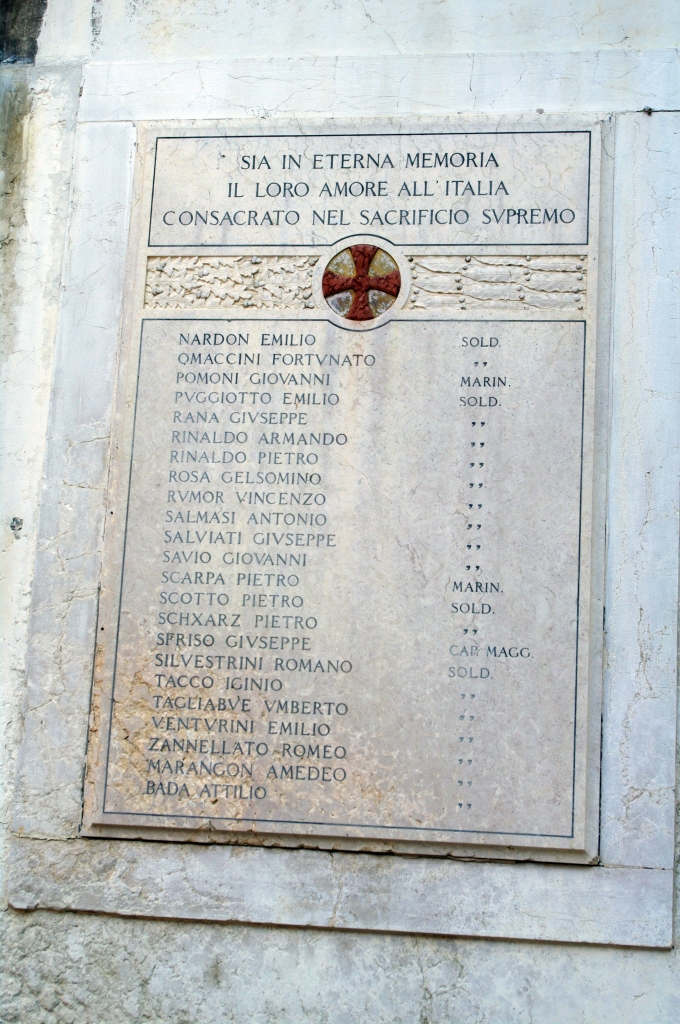 SIA IN ETERNA MEMORIA
IL LORO AMORE ALL'ITALIA
CONSACRATO NEL SACRIFICIO SVPREMO
NARDON EMILIO SOLD.
OMACCINI FORTVNATO ,,
POMONI GIOVANNI MARIN.
PVGGIOTTO EMILIO SOLD.
RANA GIVSEPPE ,,
RINALDO ARMANDO ,,
RINALDO PIETRO ,,
ROSA GELSOMINO ,,
RVMOR VINCENZO ,,
SALMASI ANTONIO ,,
SALVIATI GIVSEPPE ,,
SAVIO GIOVANNI ,,
SCARPA PIETRO MARIN.
SCOTTO PIETRO SOLD.
SCHXARZ PIETRO ,,
SFRISO GIVSEPPE CAP. MAGG.
SILVESTRINI ROMANO SOLD.
TACCO IGINIO ,,
TAGLIABVE VMBERTO ,,
VENTVRINI EMILIO ,,
ZANNELLATO ROMEO ,,
MARANGON AMEDEO ,,
BADA ATTILIO ,,